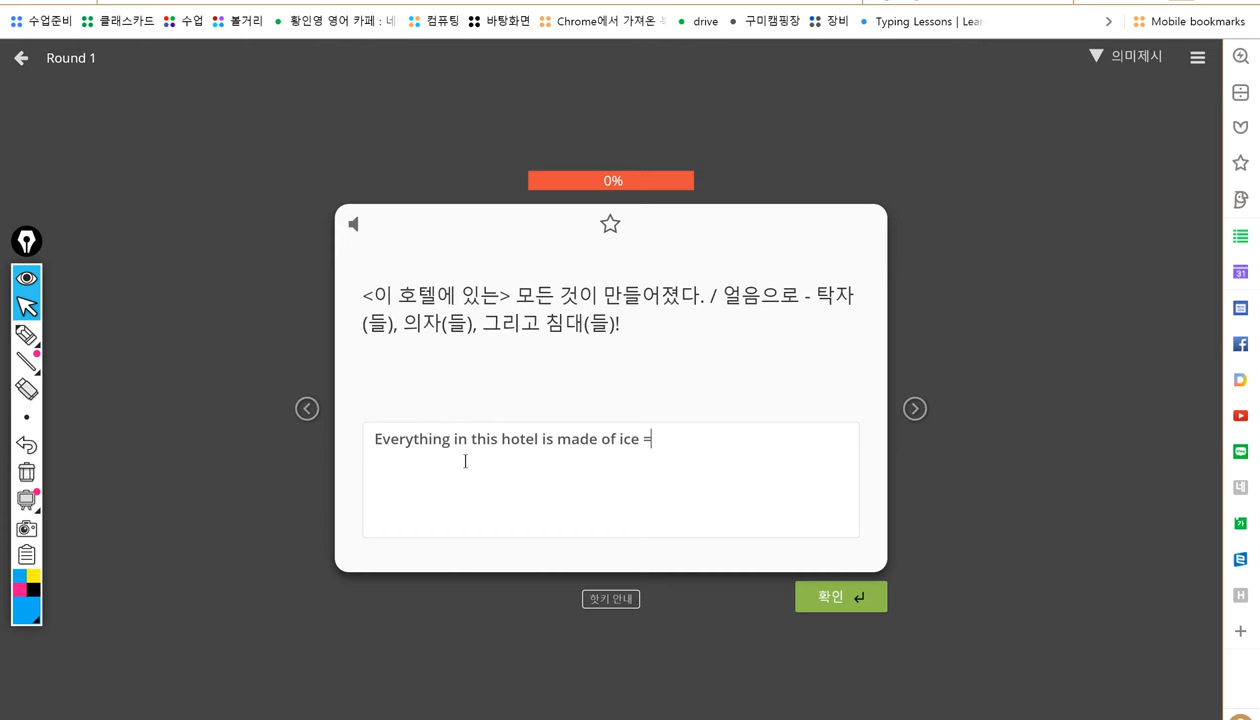 수업준비 클래스카드 수업 볼거리 황인영 영어 카페 : 네 컴퓨팅 바탕화면 Chrome에서 가져온 drive 구미캠핑장 장비 Typing Lessons | Lear Mobile bookmarks
Round 1 의미제시
0%
<이 호텔에 있는> 모든 것이 만들어졌다. / 얼음으로 - 탁자
(들), 의자(들), 그리고 침대(들)!
Everything in this hotel is made of ice =
핫키 안내
확인
31